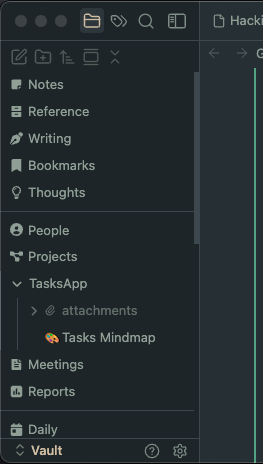 Hacki
G
Notes
Reference
Writing
Bookmarks
Thoughts
People
Projects
TasksApp
attachments
Tasks Mindmap
Meetings
Reports
Daily
Vault